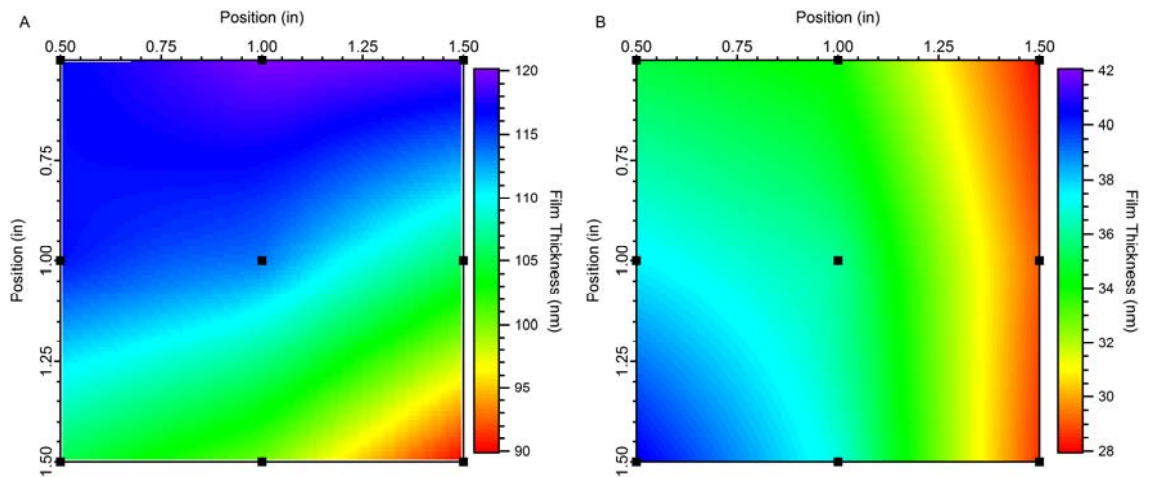 A
Position (in)
0.50 0.75 1.00 1.25 1.50
Position (in)
0.75
1.00
1.25
1.50
120
115
110
105
100
95
90
Film Thickness (nm)
B
Position (in)
0.50 0.75 1.00 1.25 1.50
Position (in)
0.75
1.00
1.25
1.50
42
40
38
36
34
32
30
28
Film Thickness (nm)